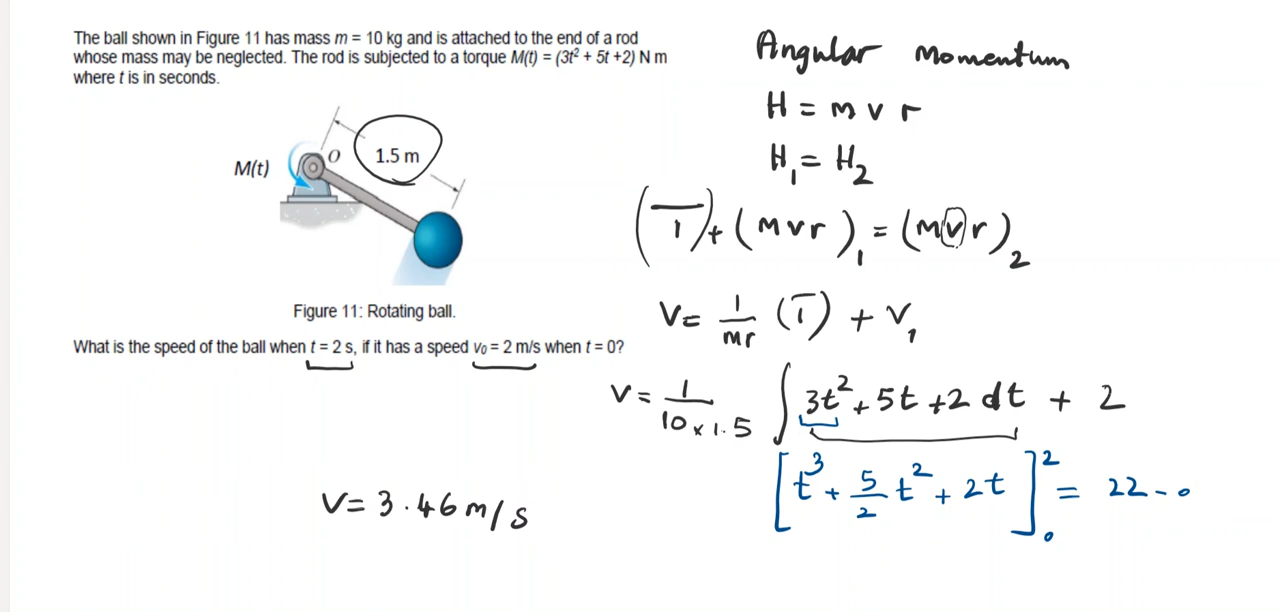 The ball shown in Figure 11 has mass m = 10 kg and is attached to the end of a rod
whose mass may be neglected. The rod is subjected to a torque M(t) = (3t² + 5t +2) N m
where t is in seconds.
M(t)
O
1.5 m
Figure 11: Rotating ball.
What is the speed of the ball when t = 2 s, if it has a speed v₀ = 2 m/s when t = 0?
V= 3.46 m/s
Angular Momentum
H = m v r
H₁ = H₂
(T) + (mvr)₁ = (mvr)₂
V= 1/mr (T) + V₁
V= 1/10 x 1.5 ∫ 3t² + 5t +2 dt + 2
[t³ + 5/2 t² + 2t]₀² = 22 - 0